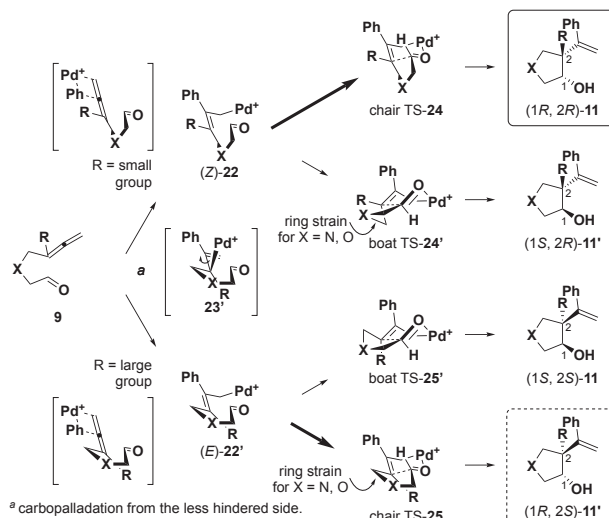 Ph
H
Pd+
R
O
X
chair TS-24
Ph
R
2
X
OH
(1R, 2R)-11
Pd+
Ph
R
O
X
R = small
group
Ph
Pd+
R
O
X
(Z)-22
ring strain
for X = N, O
R
X
Ph
O
Pd+
H
boat TS-24'
Ph
R
2
X
1
OH
(1S, 2R)-11'
R
X
O
9
a
Ph
Pd+
O
X
R
23'
R = large
group
Pd+
Ph
O
X
R
Ph
Pd+
O
X
R
(E)-22'
Ph
O
Pd+
X
R
H
boat TS-25'
Ph
R
2
X
1
OH
(1S, 2S)-11
ring strain
for X = N, O
Ph
H
Pd+
O
X
R
chair TS-25
Ph
R
2
X
1
OH
(1R, 2S)-11'
a carbopalladation from the less hindered side.